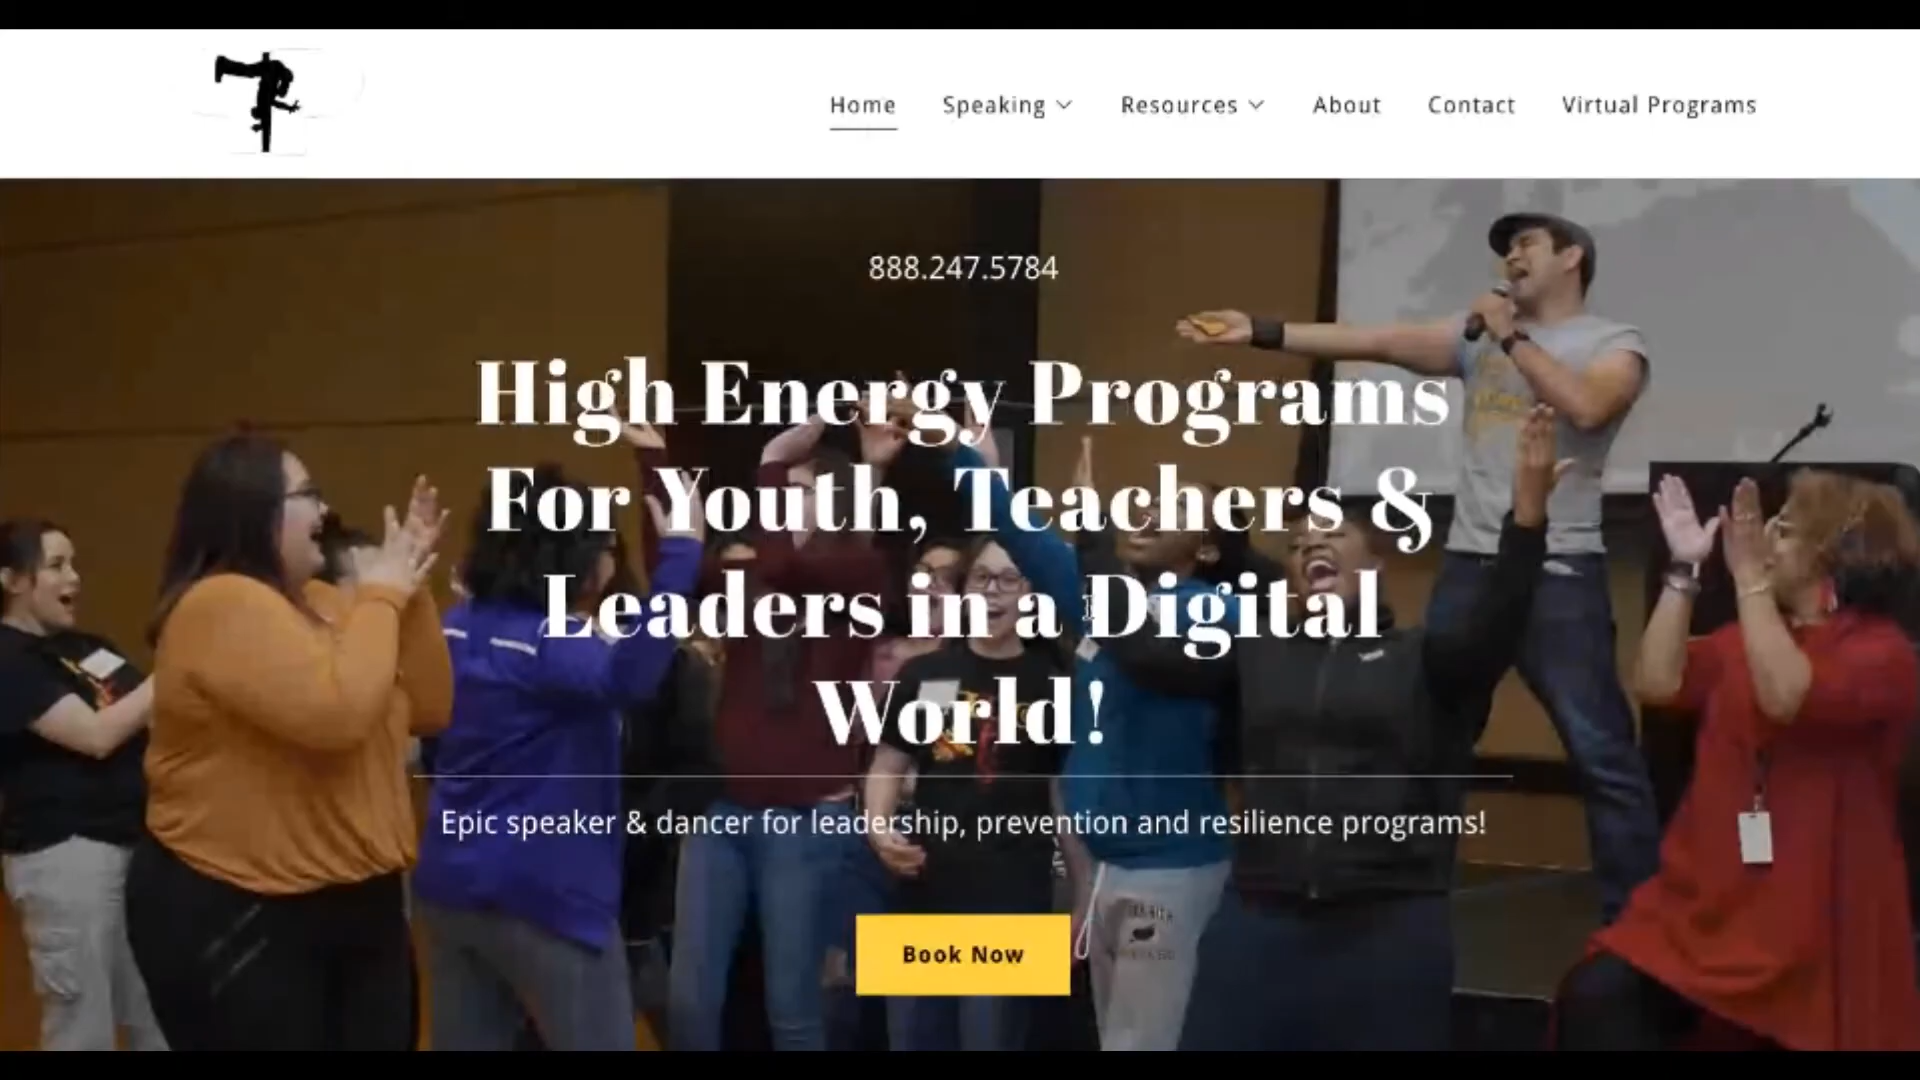 Home Speaking Resources About Contact Virtual Programs
888.247.5784
High Energy Programs
For Youth, Teachers &
Leaders in a Digital
World!
Epic speaker & dancer for leadership, prevention and resilience programs!
Book Now